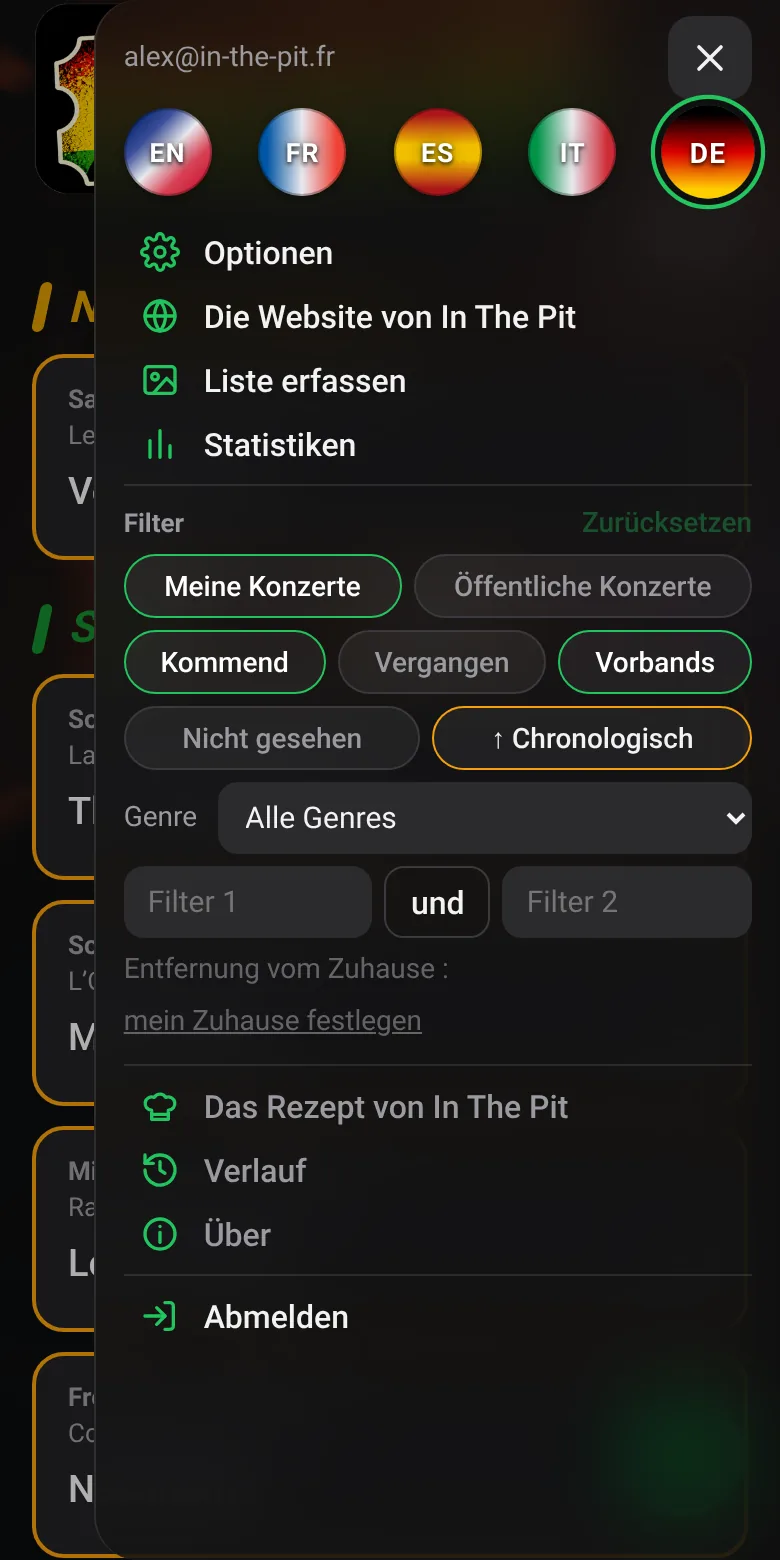 alex@in-the-pit.fr
EN FR ES IT DE
Optionen
Die Website von In The Pit
Liste erfassen
Statistiken
Filter Zurücksetzen
Meine Konzerte Öffentliche Konzerte
Kommend Vergangen Vorbands
Nicht gesehen ↑ Chronologisch
Genre Alle Genres
Filter 1 und Filter 2
Entfernung vom Zuhause :
mein Zuhause festlegen
Das Rezept von In The Pit
Verlauf
Über
Abmelden